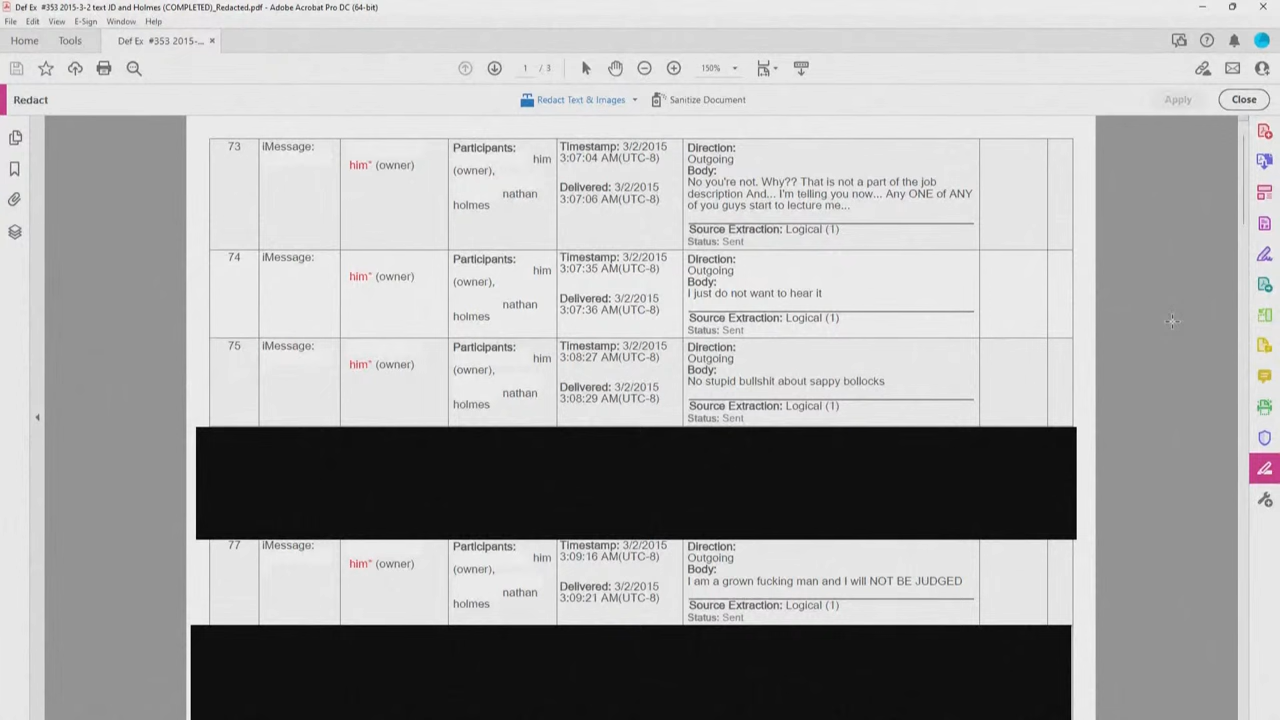 Def Ex #353 2015-3-2 text JD and Holmes (COMPLETED)_Redacted.pdf - Adobe Acrobat Pro DC (64-bit)
File Edit View E-Sign Window Help
Home Tools Def Ex #353 2015-...
1 / 3 150%
Redact Redact Text & Images Sanitize Document Apply Close
73 iMessage: him" (owner)
Participants:
him
(owner),
nathan
holmes
Timestamp: 3/2/2015
3:07:04 AM(UTC-8)
Delivered: 3/2/2015
3:07:06 AM(UTC-8)
Direction:
Outgoing
Body:
No you're not. Why?? That is not a part of the job
description And... I'm telling you now... Any ONE of ANY
of you guys start to lecture me...
Source Extraction: Logical (1)
Status: Sent
74 iMessage: him" (owner)
Participants:
him
(owner),
nathan
holmes
Timestamp: 3/2/2015
3:07:35 AM(UTC-8)
Delivered: 3/2/2015
3:07:36 AM(UTC-8)
Direction:
Outgoing
Body:
I just do not want to hear it
Source Extraction: Logical (1)
Status: Sent
75 iMessage: him" (owner)
Participants:
him
(owner),
nathan
holmes
Timestamp: 3/2/2015
3:08:27 AM(UTC-8)
Delivered: 3/2/2015
3:08:29 AM(UTC-8)
Direction:
Outgoing
Body:
No stupid bullshit about sappy bollocks
Source Extraction: Logical (1)
Status: Sent
77 iMessage: him" (owner)
Participants:
him
(owner),
nathan
holmes
Timestamp: 3/2/2015
3:09:16 AM(UTC-8)
Delivered: 3/2/2015
3:09:21 AM(UTC-8)
Direction:
Outgoing
Body:
I am a grown fucking man and I will NOT BE JUDGED
Source Extraction: Logical (1)
Status: Sent